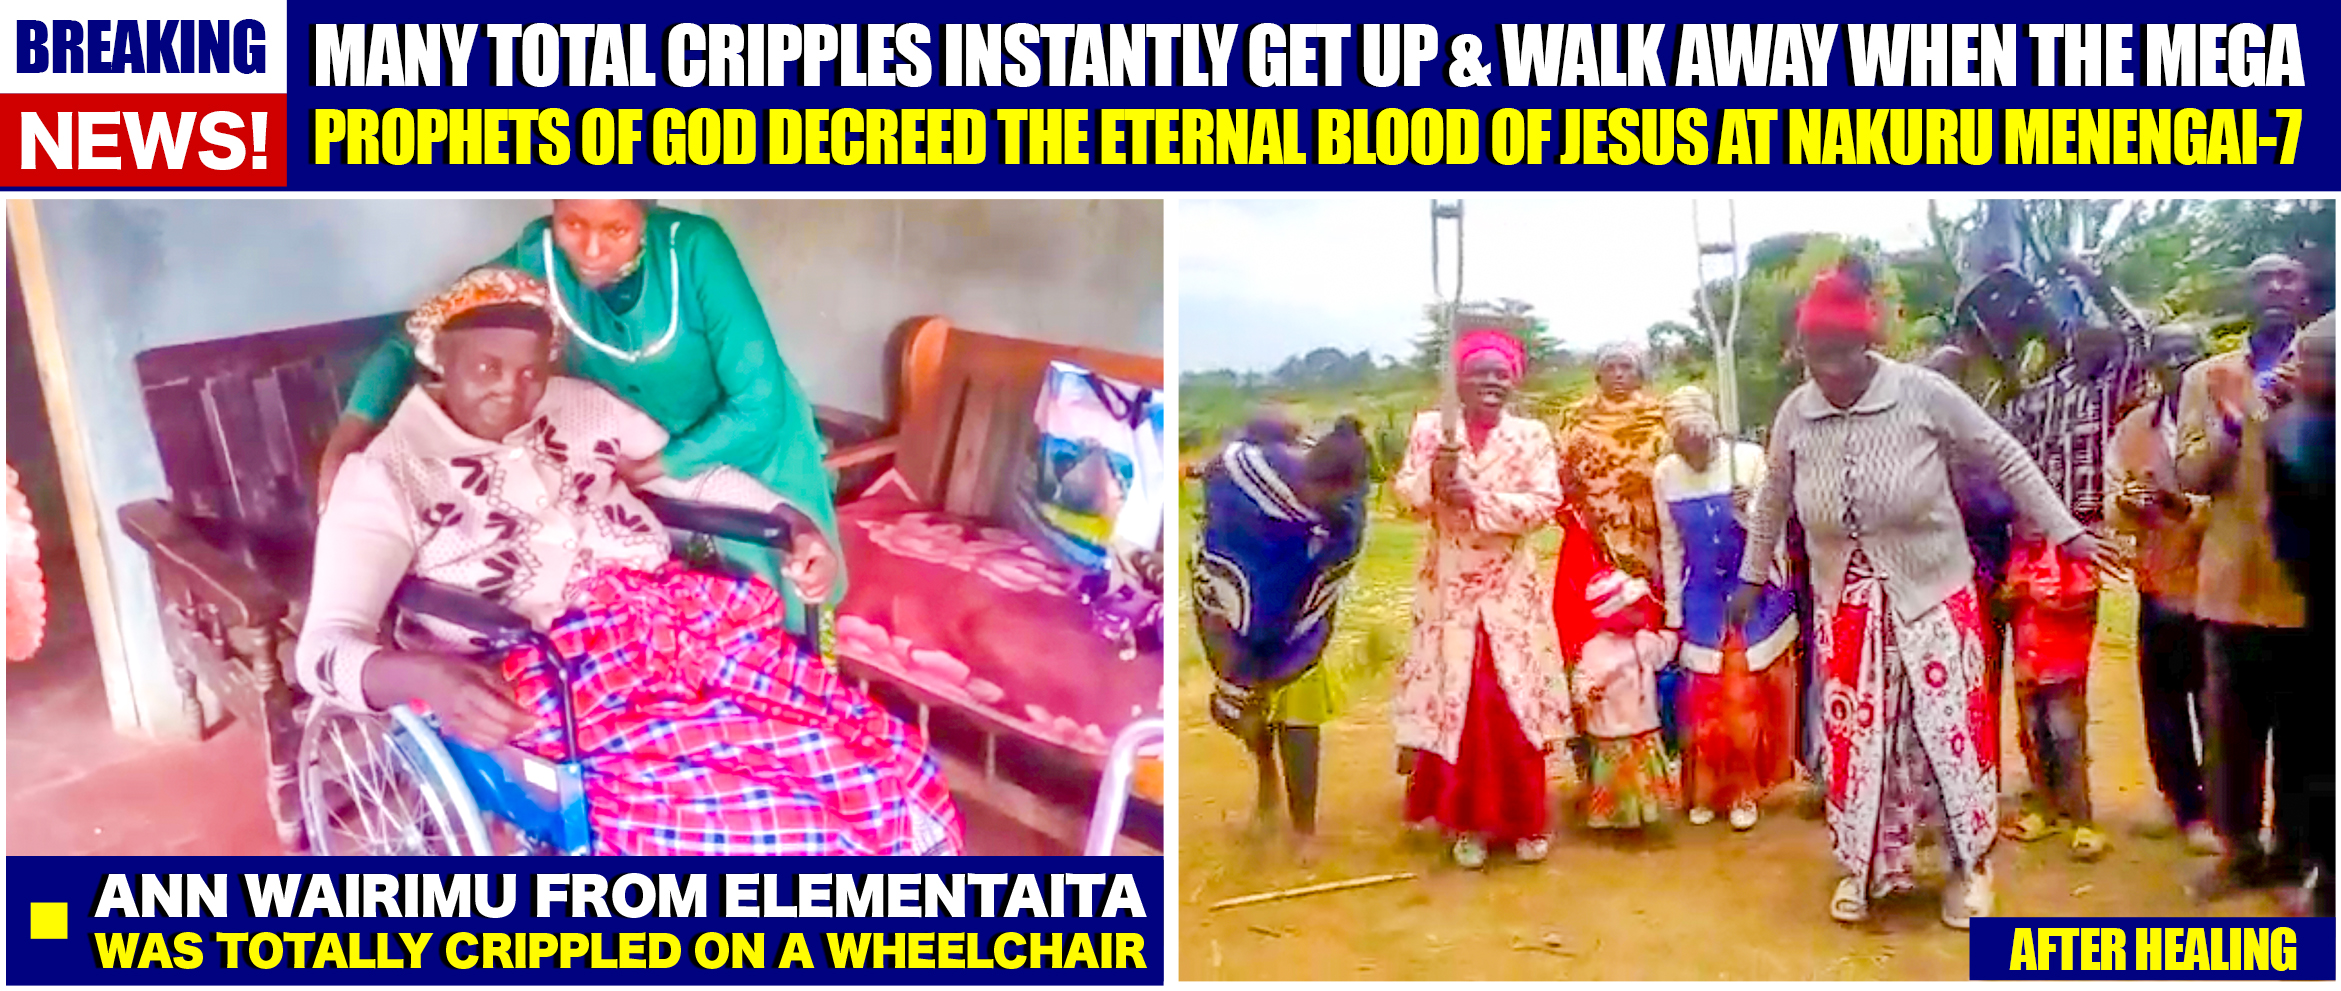 BREAKING
NEWS!
MANY TOTAL CRIPPLES INSTANTLY GET UP & WALK AWAY WHEN THE MEGA
PROPHETS OF GOD DECREED THE ETERNAL BLOOD OF JESUS AT NAKURU MENENGAI-7
ANN WAIRIMU FROM ELEMENTAITA
WAS TOTALLY CRIPPLED ON A WHEELCHAIR
AFTER HEALING